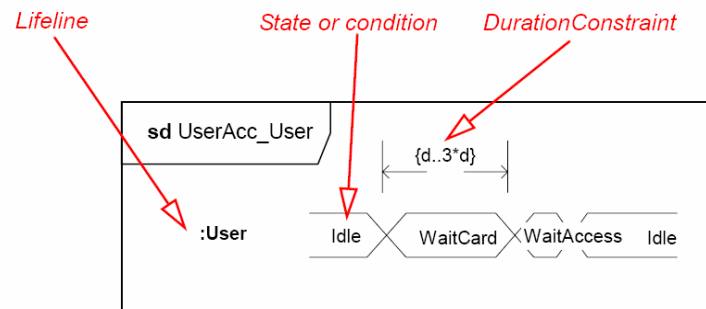 Lifeline State or condition DurationConstraint
sd UserAcc_User
{d..3*d}
:User Idle WaitCard WaitAccess Idle